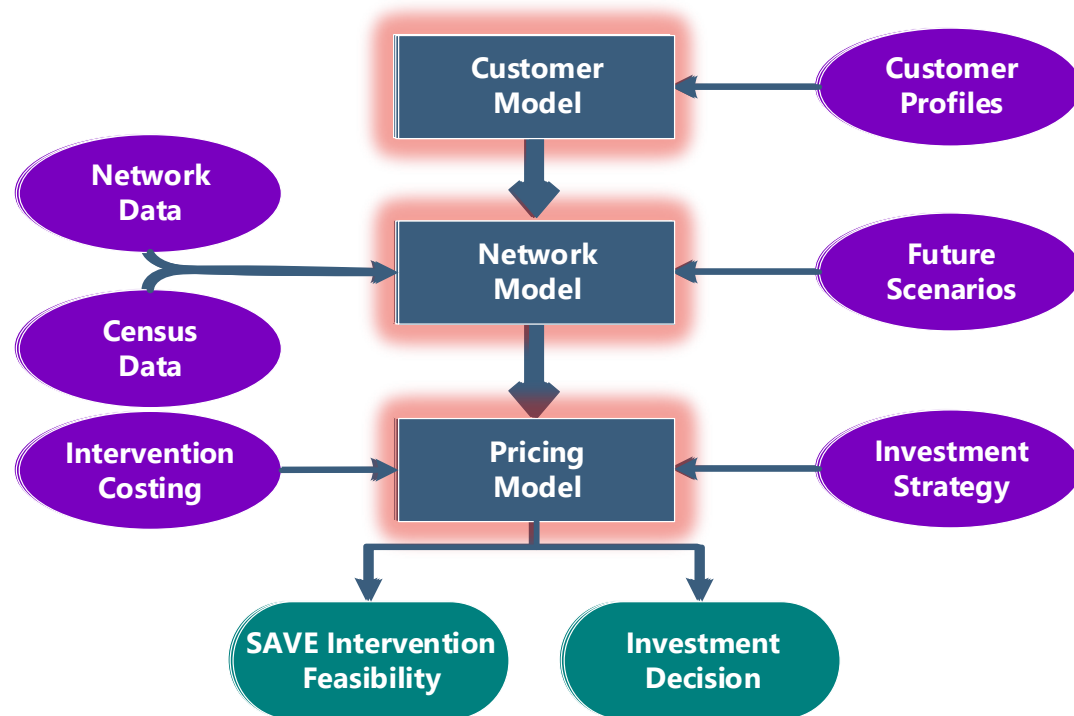 Customer
Model
Customer
Profiles
Network
Data
Network
Model
Future
Scenarios
Census
Data
Intervention
Costing
Pricing
Model
Investment
Strategy
SAVE Intervention
Feasibility
Investment
Decision